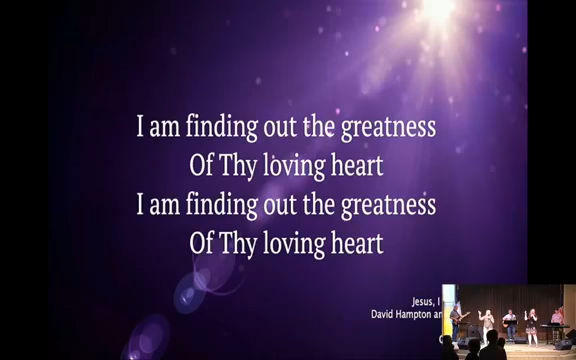 I am finding out the greatness
Of Thy loving heart
I am finding out the greatness
Of Thy loving heart
Jesus, I
David Hampton